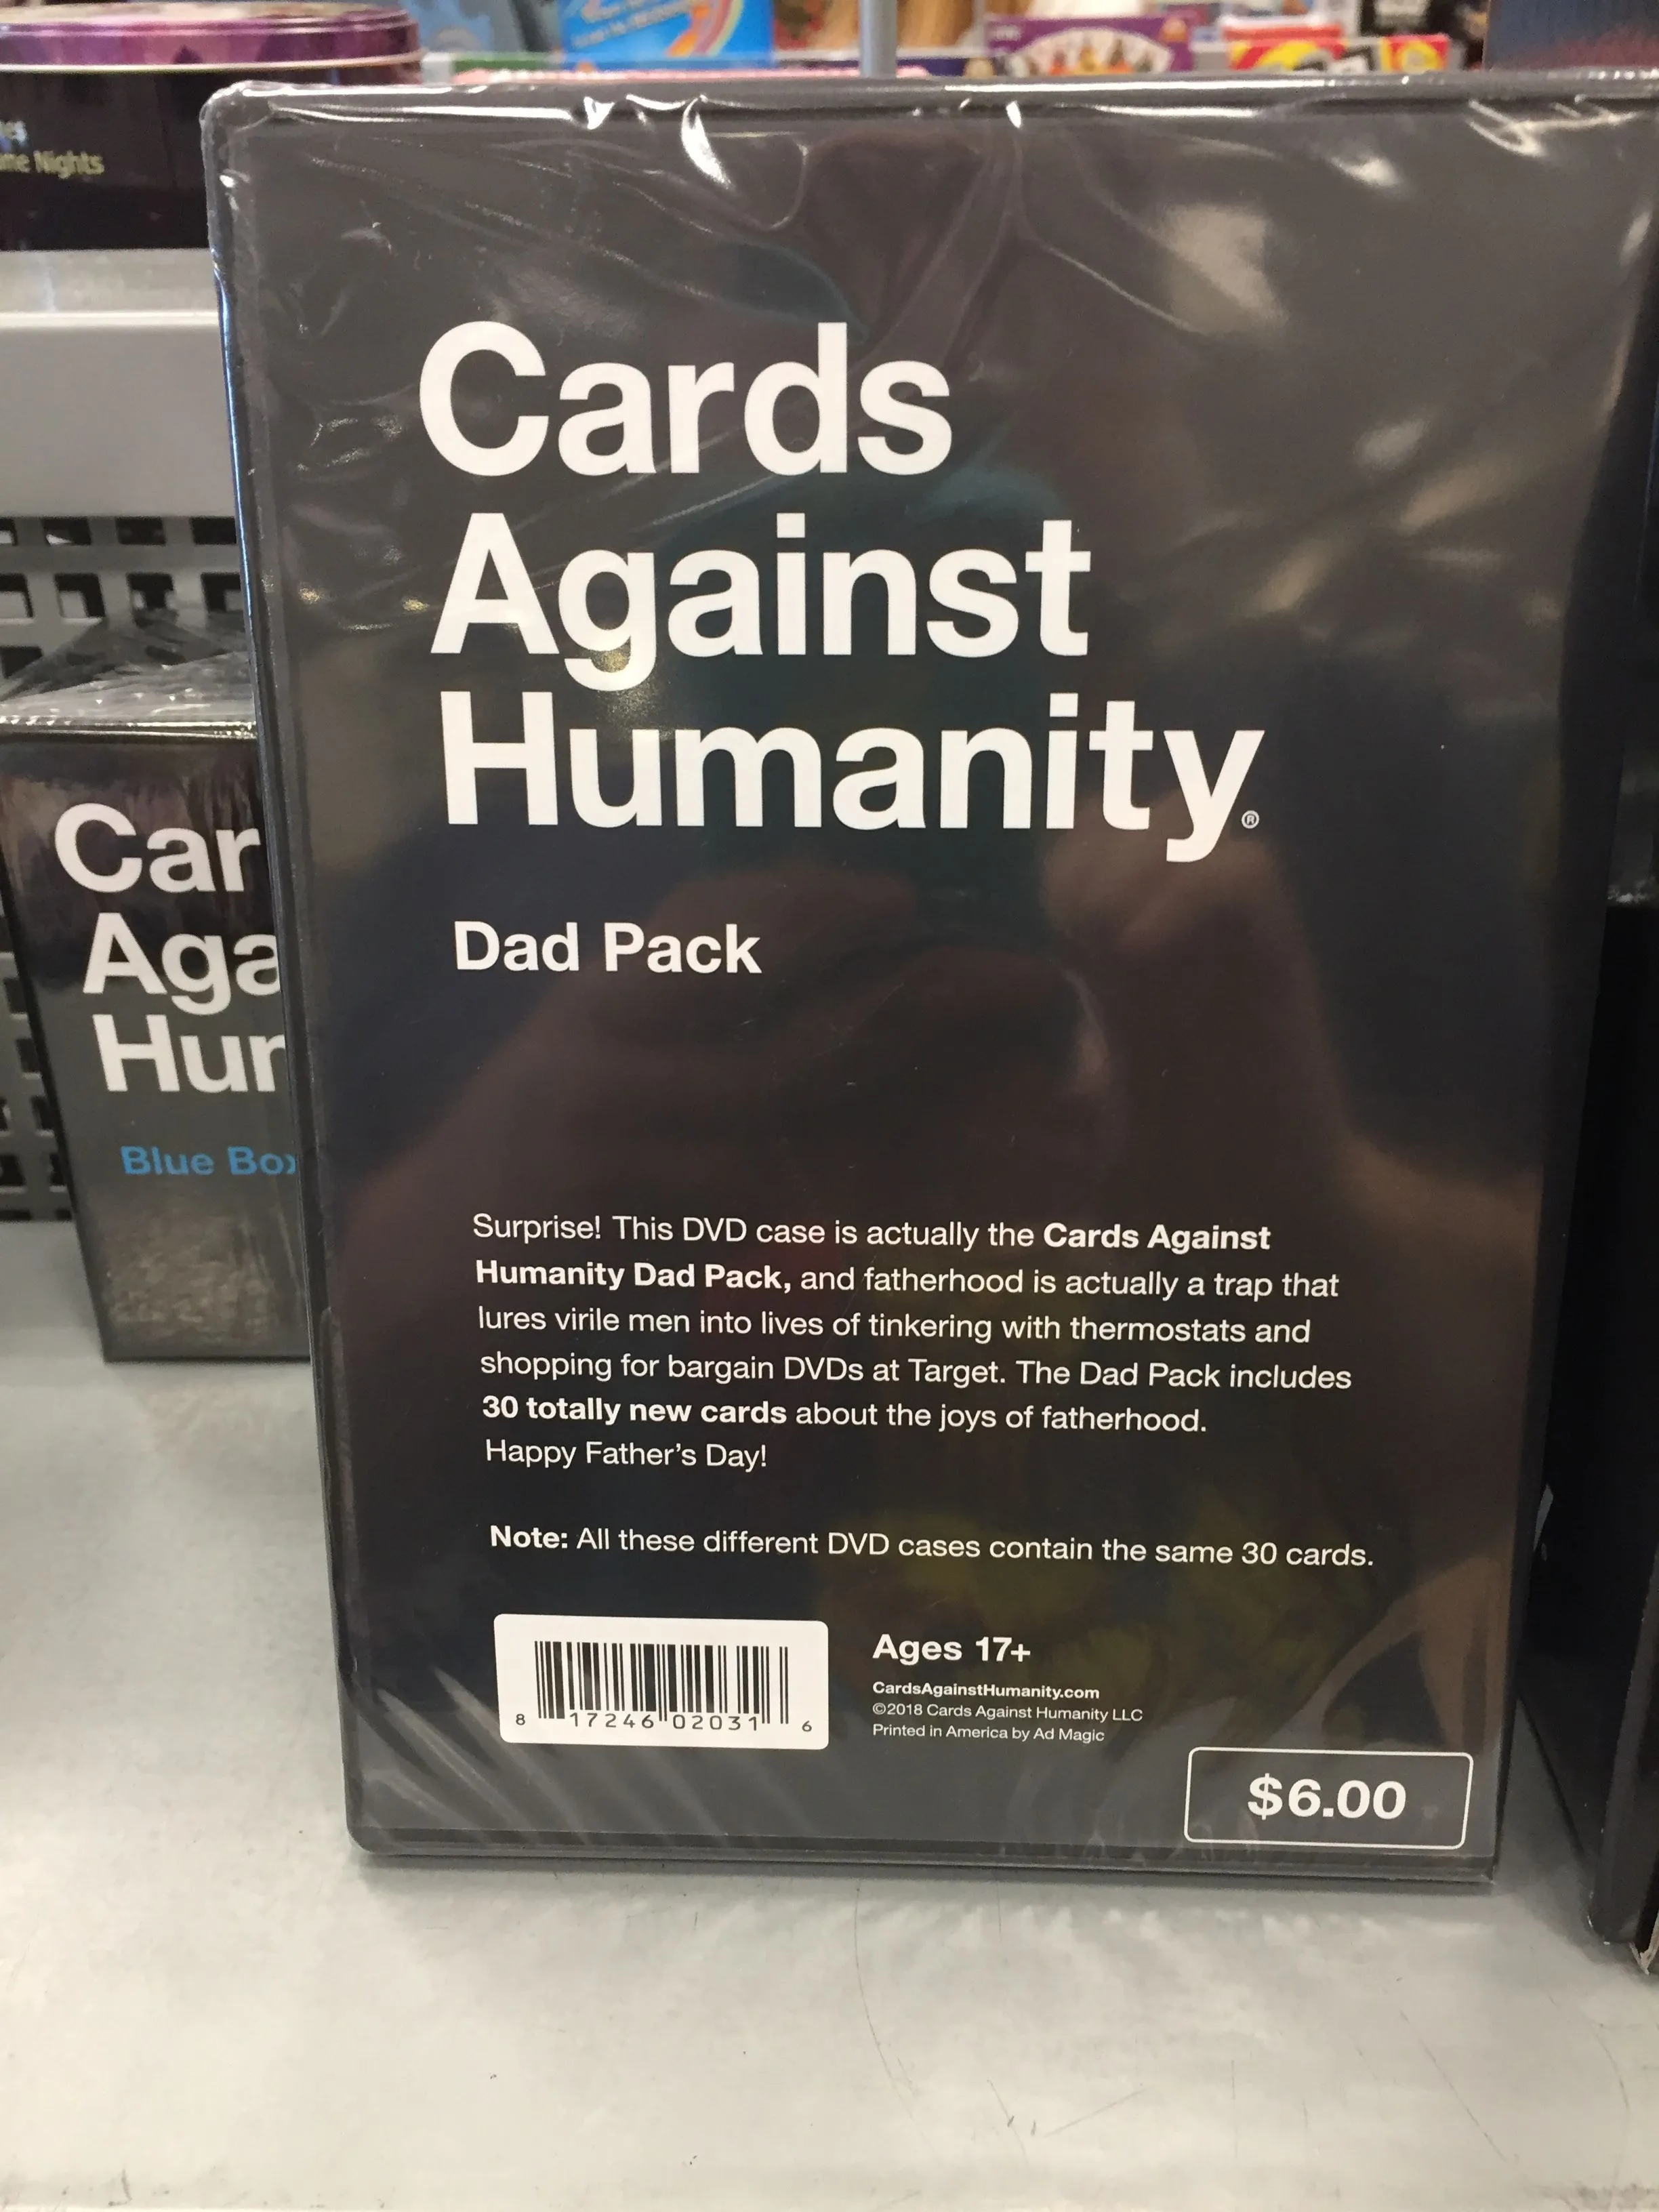 me Nights
Cards
Against
Humanity®
Dad Pack
Car
Aga
Hur
Blue Box
Surprise! This DVD case is actually the Cards Against
Humanity Dad Pack, and fatherhood is actually a trap that
lures virile men into lives of tinkering with thermostats and
shopping for bargain DVDs at Target. The Dad Pack includes
30 totally new cards about the joys of fatherhood.
Happy Father's Day!
Note: All these different DVD cases contain the same 30 cards.
8 17246 02031 6
Ages 17+
CardsAgainstHumanity.com
©2018 Cards Against Humanity LLC
Printed in America by Ad Magic
$6.00